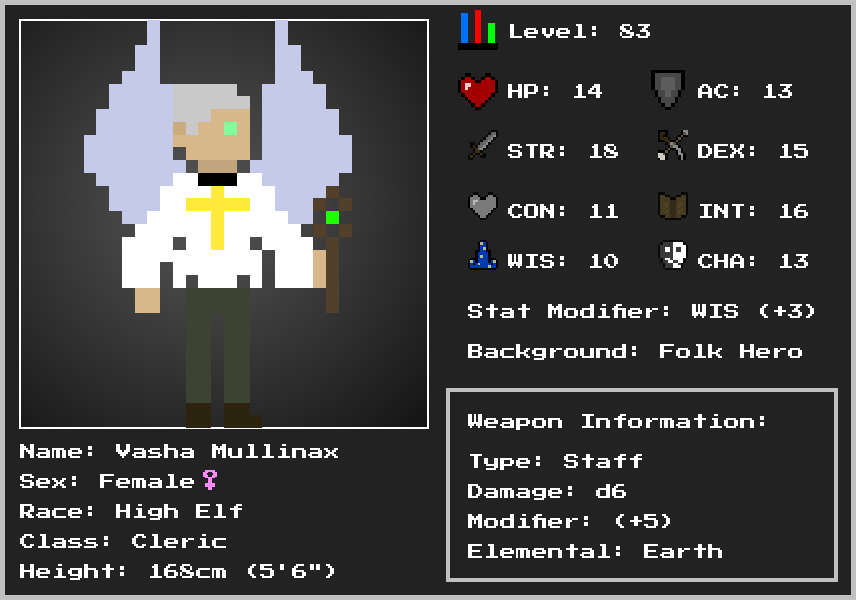 Level: 83
HP: 14
AC: 13
STR: 18
DEX: 15
CON: 11
INT: 16
WIS: 10
CHA: 13
Stat Modifier: WIS (+3)
Background: Folk Hero
Weapon Information:
Type: Staff
Damage: d6
Modifier: (+5)
Elemental: Earth
Name: Vasha Mullinax
Sex: Female♀
Race: High Elf
Class: Cleric
Height: 168cm (5'6")